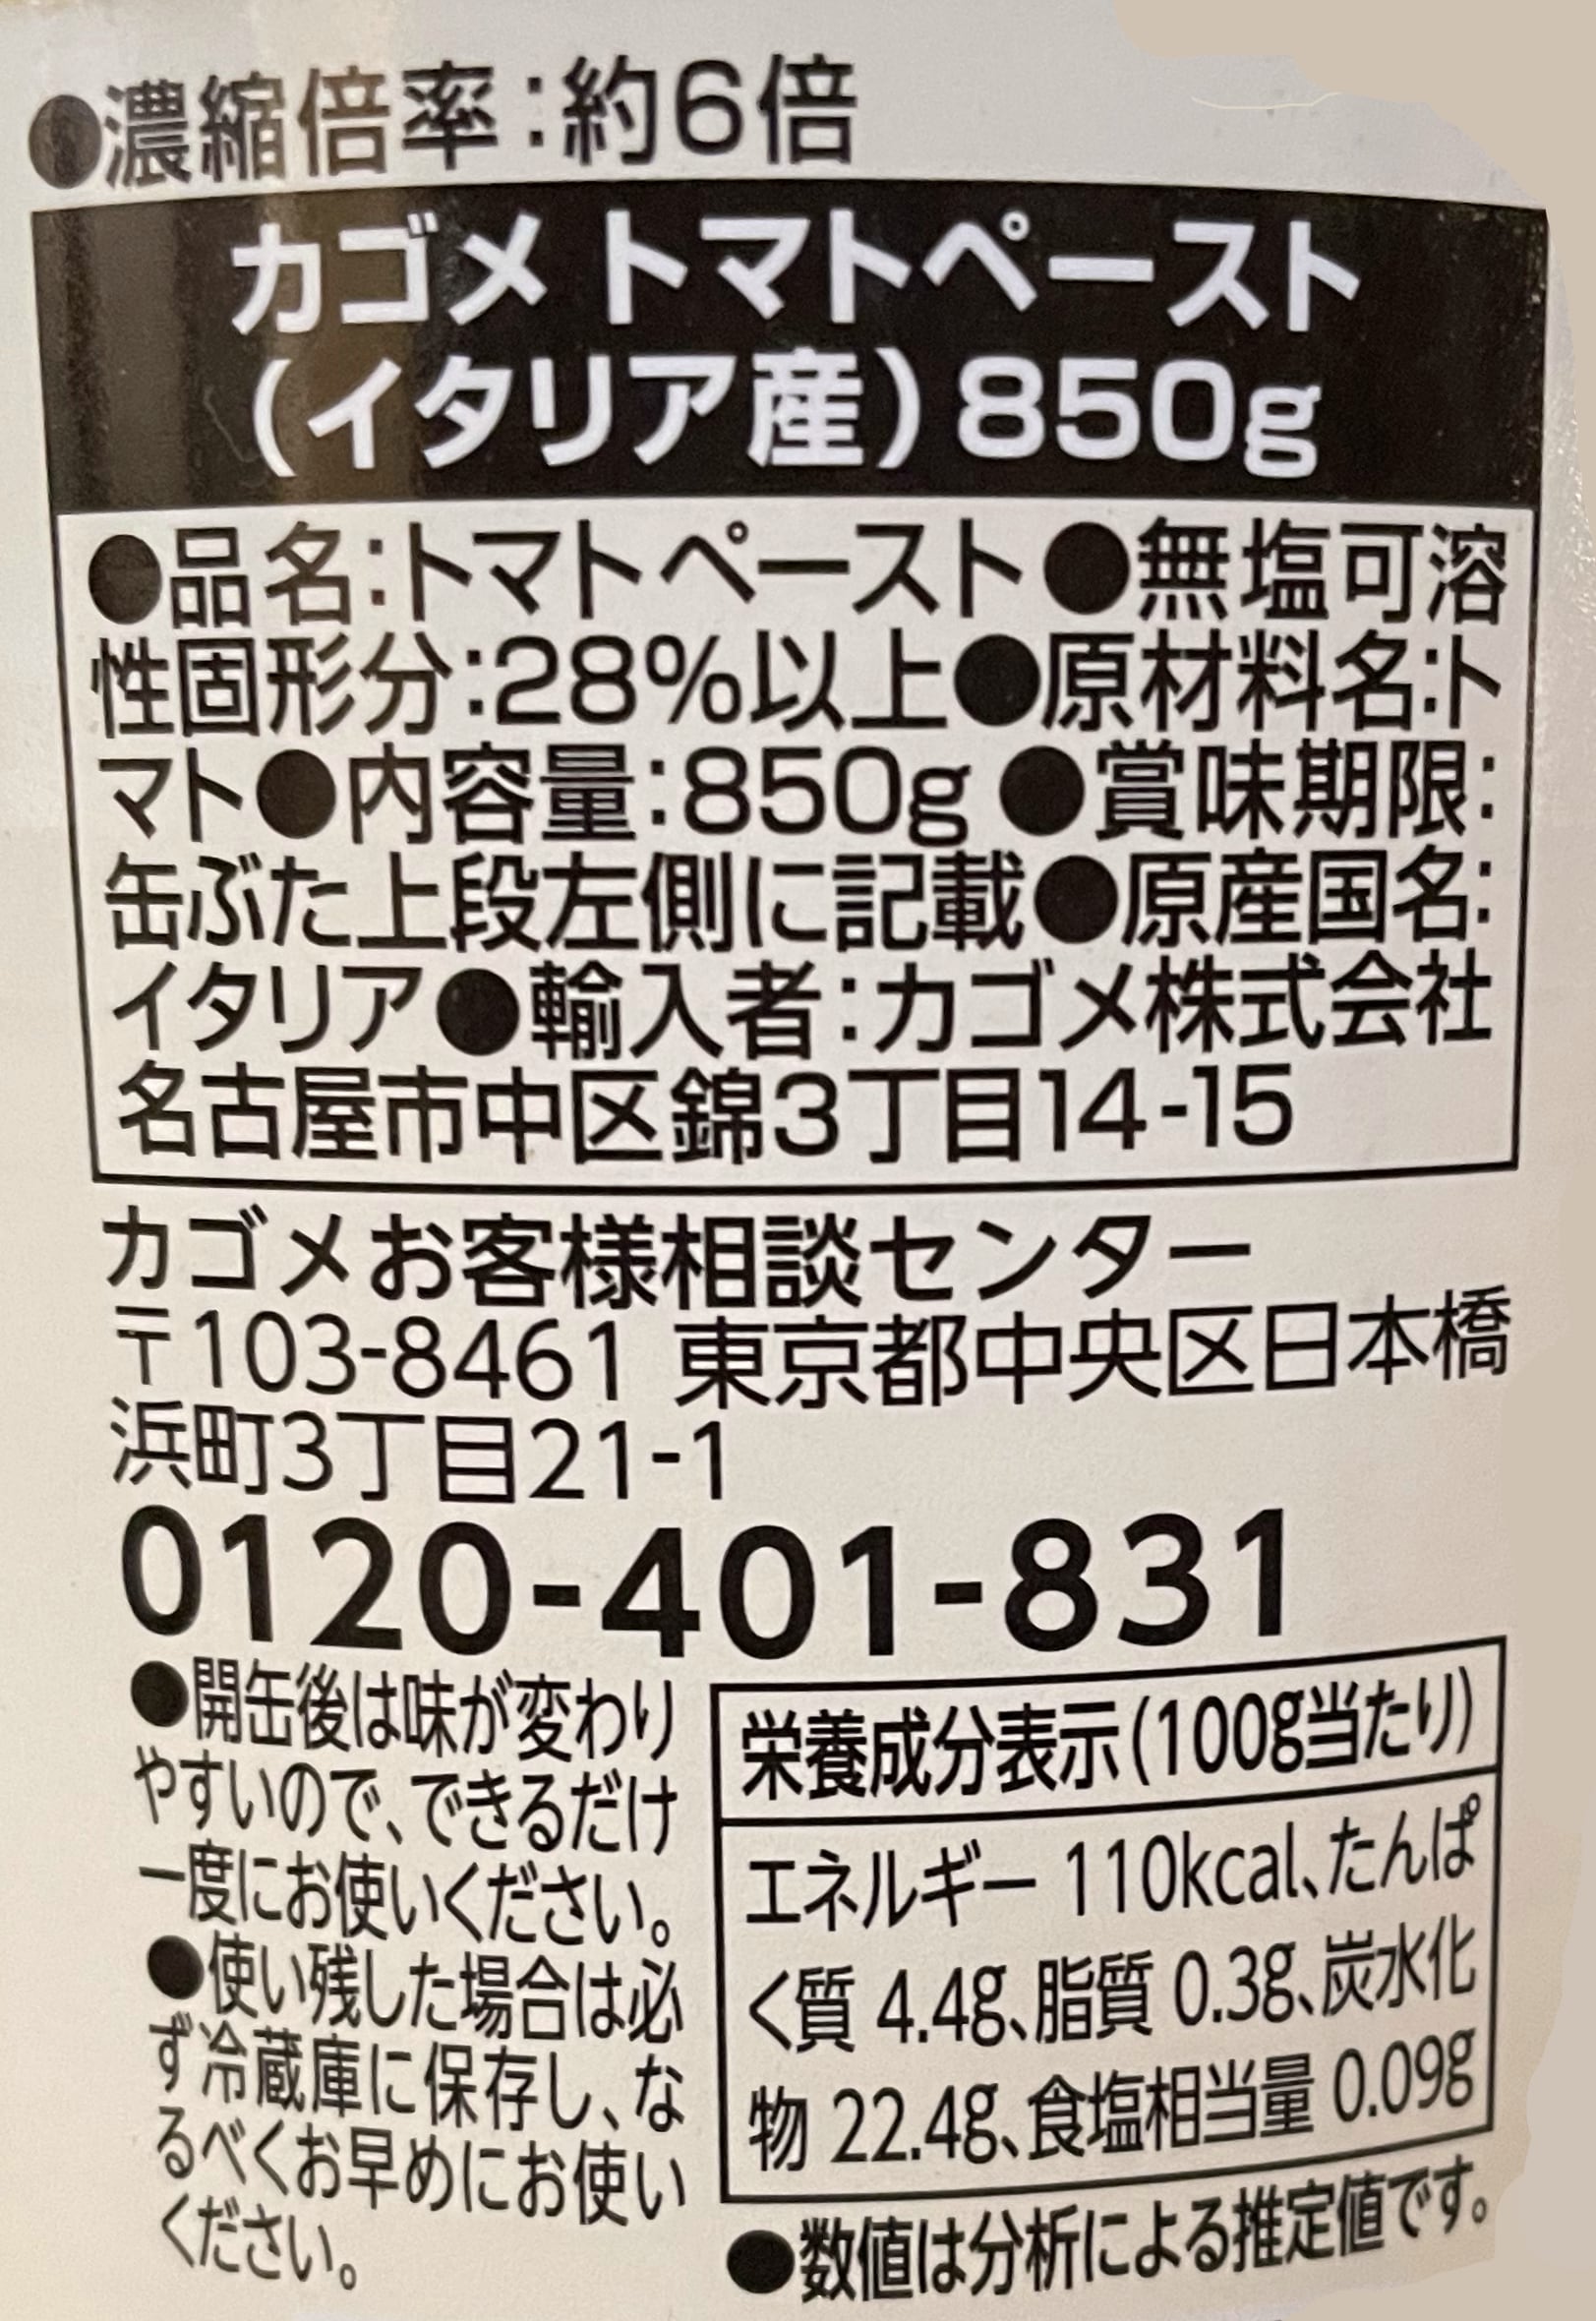 ●濃縮倍率:約6倍
カゴメ トマトペースト
(イタリア産)850g
●品名:トマトペースト●無塩可溶
性固形分:28%以上●原材料名:ト
マト●内容量:850g ●賞味期限:
缶ぶた上段左側に記載●原産国名:
イタリア●輸入者:カゴメ株式会社
名古屋市中区錦3丁目14-15
カゴメお客様相談センター
〒103-8461 東京都中央区日本橋
浜町3丁目21-1
0120-401-831
●開缶後は味が変わり
やすいので、できるだけ
一度にお使いください。
●使い残した場合は必
ず冷蔵庫に保存し、な
るべくお早めにお使い
ください。
栄養成分表示(100g当たり)
エネルギー 110kcal、たんぱ
く質 4.4g、脂質 0.3g、炭水化
物 22.4g、食塩相当量 0.09g
●数値は分析による推定値です。